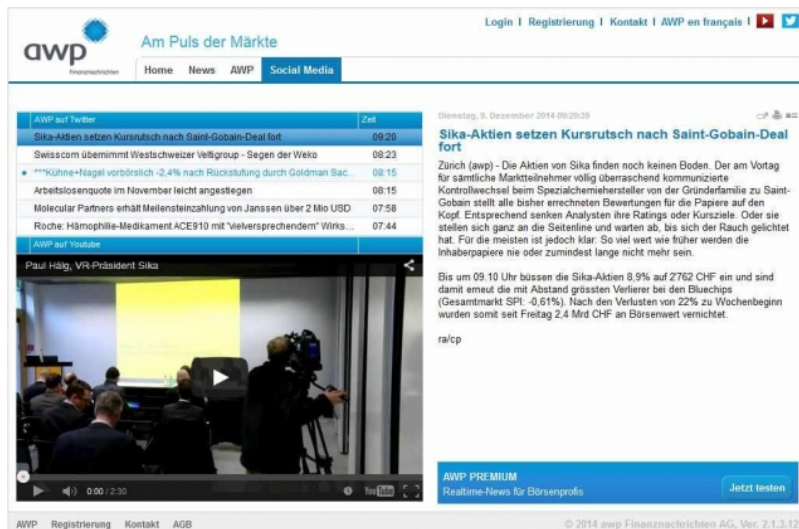 Login | Registrierung | Kontakt | AWP en français |
awp
Finanznachrichten
Am Puls der Märkte
Home News AWP Social Media
AWP auf Twitter Zeit
Sika-Aktien setzen Kursrutsch nach Saint-Gobain-Deal fort 09:20
Swisscom übernimmt Westschweizer Veltigroup - Segen der Weko 08:23
***Kühne+Nagel vorbörslich -2,4% nach Rückstufung durch Goldman Sac... 08:15
Arbeitslosenquote im November leicht angestiegen 08:15
Molecular Partners erhält Meilensteinzahlung von Janssen über 2 Mio USD 07:58
Roche: Hämophilie-Medikament ACE910 mit "vielversprechendem" Wirks... 07:44
AWP auf Youtube
Paul Hälg, VR-Präsident Sika
0:00 / 2:30
YouTube
Dienstag, 9. Dezember 2014 09:20:39
Sika-Aktien setzen Kursrutsch nach Saint-Gobain-Deal
fort
Zürich (awp) - Die Aktien von Sika finden noch keinen Boden. Der am Vortag
für sämtliche Marktteilnehmer völlig überraschend kommunizierte
Kontrollwechsel beim Spezialchemiehersteller von der Gründerfamilie zu Saint-
Gobain stellt alle bisher errechneten Bewertungen für die Papiere auf den
Kopf. Entsprechend senken Analysten ihre Ratings oder Kursziele. Oder sie
stellen sich ganz an die Seitenlinie und warten ab, bis sich der Rauch gelichtet
hat. Für die meisten ist jedoch klar: So viel wert wie früher werden die
Inhaberpapiere nie oder zumindest lange nicht mehr sein.
Bis um 09.10 Uhr büssen die Sika-Aktien 8,9% auf 2'762 CHF ein und sind
damit erneut die mit Abstand grössten Verlierer bei den Bluechips
(Gesamtmarkt SPI: -0,61%). Nach den Verlusten von 22% zu Wochenbeginn
wurden somit seit Freitag 2,4 Mrd CHF an Börsenwert vernichtet.
ra/cp
AWP PREMIUM
Realtime-News für Börsenprofis
Jetzt testen
AWP Registrierung Kontakt AGB
© 2014 awp Finanznachrichten AG, Ver. 2.1.3.12